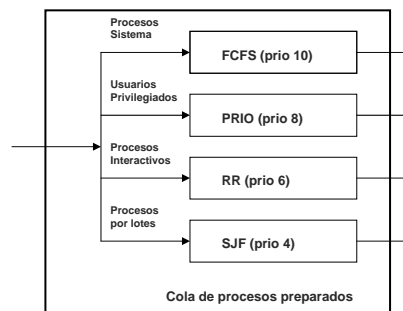 Procesos
Sistema
FCFS (prio 10)
Usuarios
Privilegiados
PRIO (prio 8)
Procesos
Interactivos
RR (prio 6)
Procesos
por lotes
SJF (prio 4)
Cola de procesos preparados